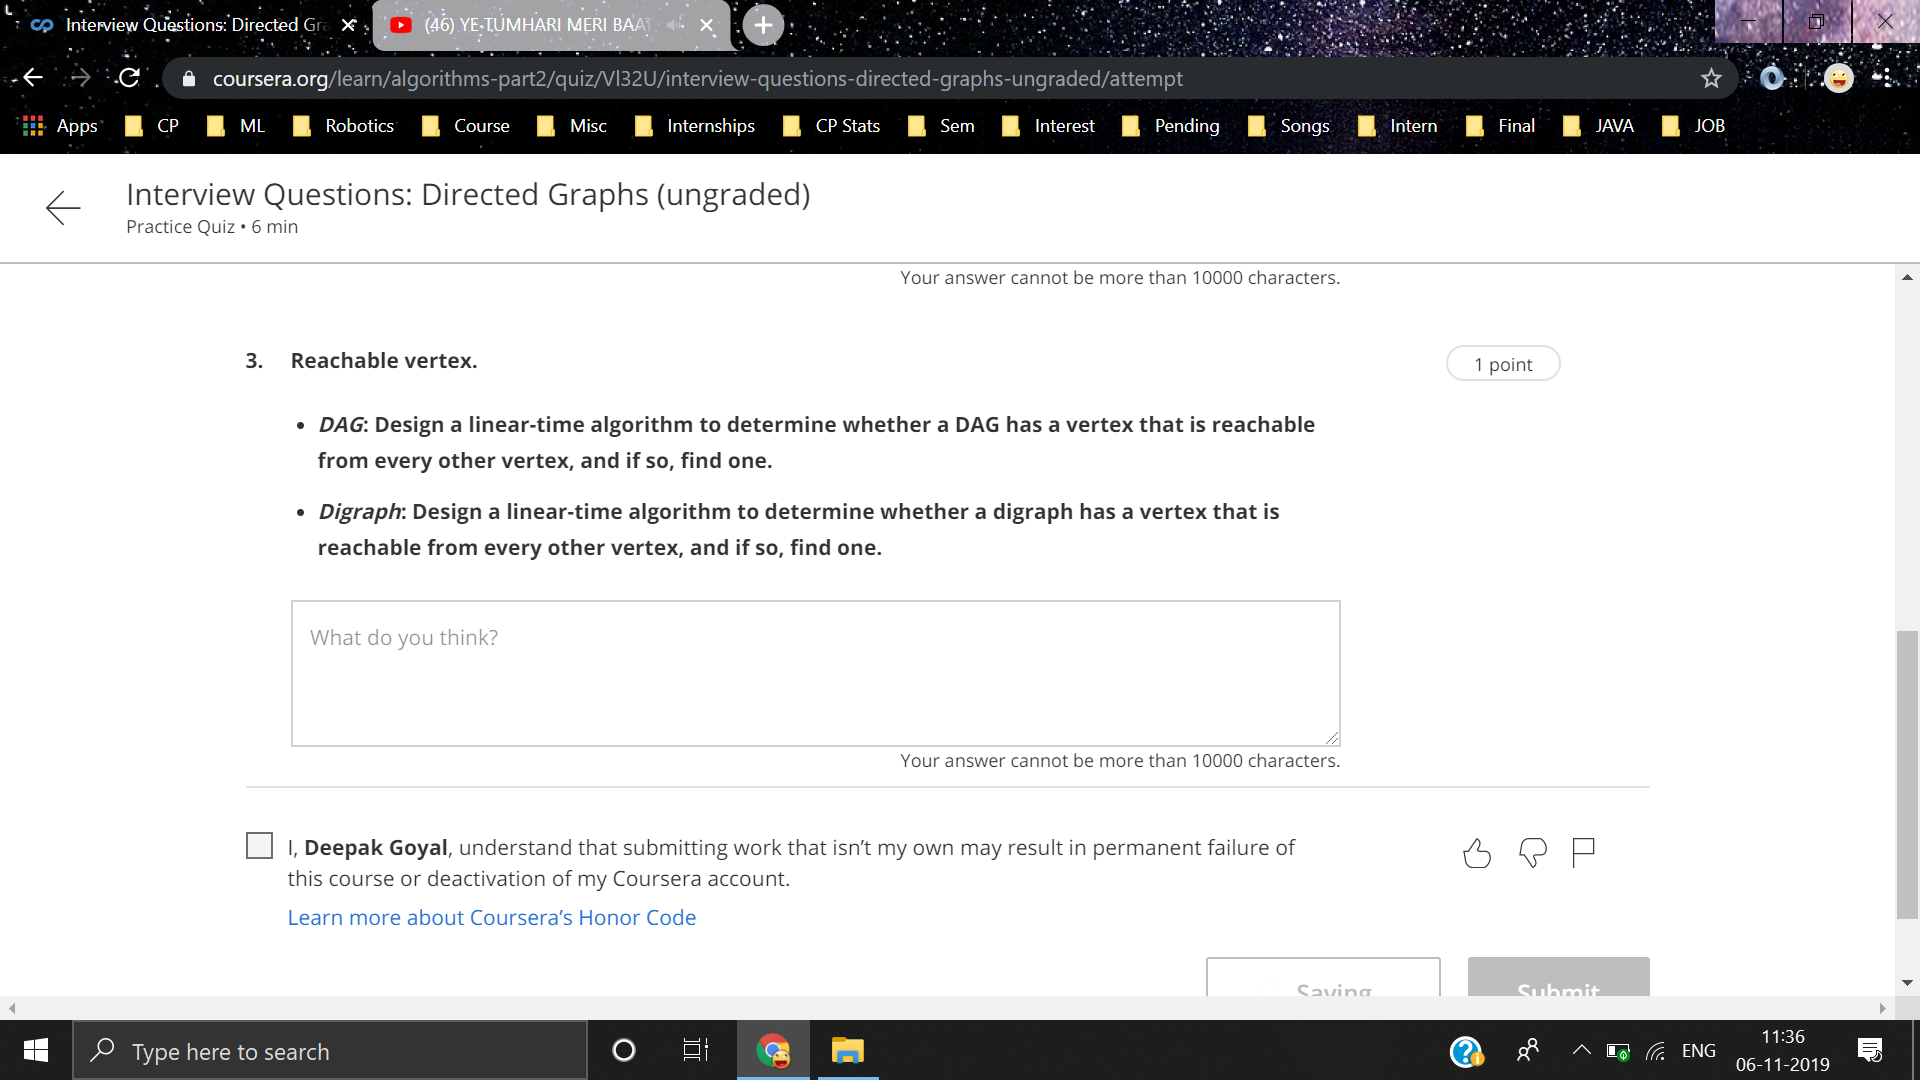 Interview Questions: Directed Gr
(46) YE TUMHARI MERI BAAT
coursera.org/learn/algorithms-part2/quiz/Vl32U/interview-questions-directed-graphs-ungraded/attempt
Apps CP ML Robotics Course Misc Internships CP Stats Sem Interest Pending Songs Intern Final JAVA JOB
Interview Questions: Directed Graphs (ungraded)
Practice Quiz • 6 min
Your answer cannot be more than 10000 characters.
3. Reachable vertex.
1 point
• DAG: Design a linear-time algorithm to determine whether a DAG has a vertex that is reachable
from every other vertex, and if so, find one.
• Digraph: Design a linear-time algorithm to determine whether a digraph has a vertex that is
reachable from every other vertex, and if so, find one.
What do you think?
Your answer cannot be more than 10000 characters.
I, Deepak Goyal, understand that submitting work that isn't my own may result in permanent failure of
this course or deactivation of my Coursera account.
Learn more about Coursera's Honor Code
Saving
Submit
Type here to search
ENG
11:36
06-11-2019